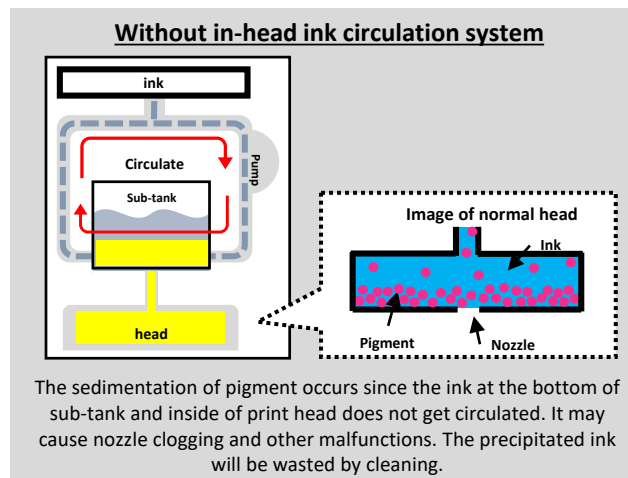 Without in-head ink circulation system
ink
Circulate
Pump
Sub-tank
head
Image of normal head
Ink
Pigment
Nozzle
The sedimentation of pigment occurs since the ink at the bottom of
sub-tank and inside of print head does not get circulated. It may
cause nozzle clogging and other malfunctions. The precipitated ink
will be wasted by cleaning.